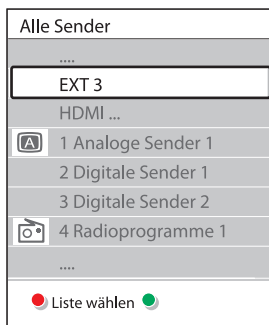 Alle Sender
....
EXT 3
HDMI ...
A 1 Analoge Sender 1
2 Digitale Sender 1
3 Digitale Sender 2
4 Radioprogramme 1
....
Liste wählen